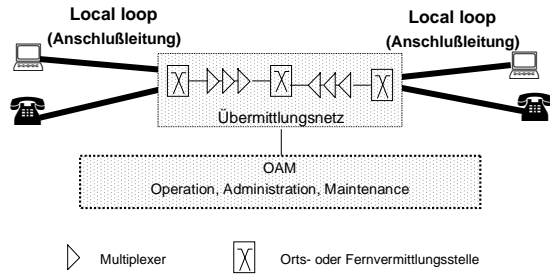 Local loop
(Anschlußleitung)
Local loop
(Anschlußleitung)
Übermittlungsnetz
OAM
Operation, Administration, Maintenance
Multiplexer
Orts- oder Fernvermittlungsstelle